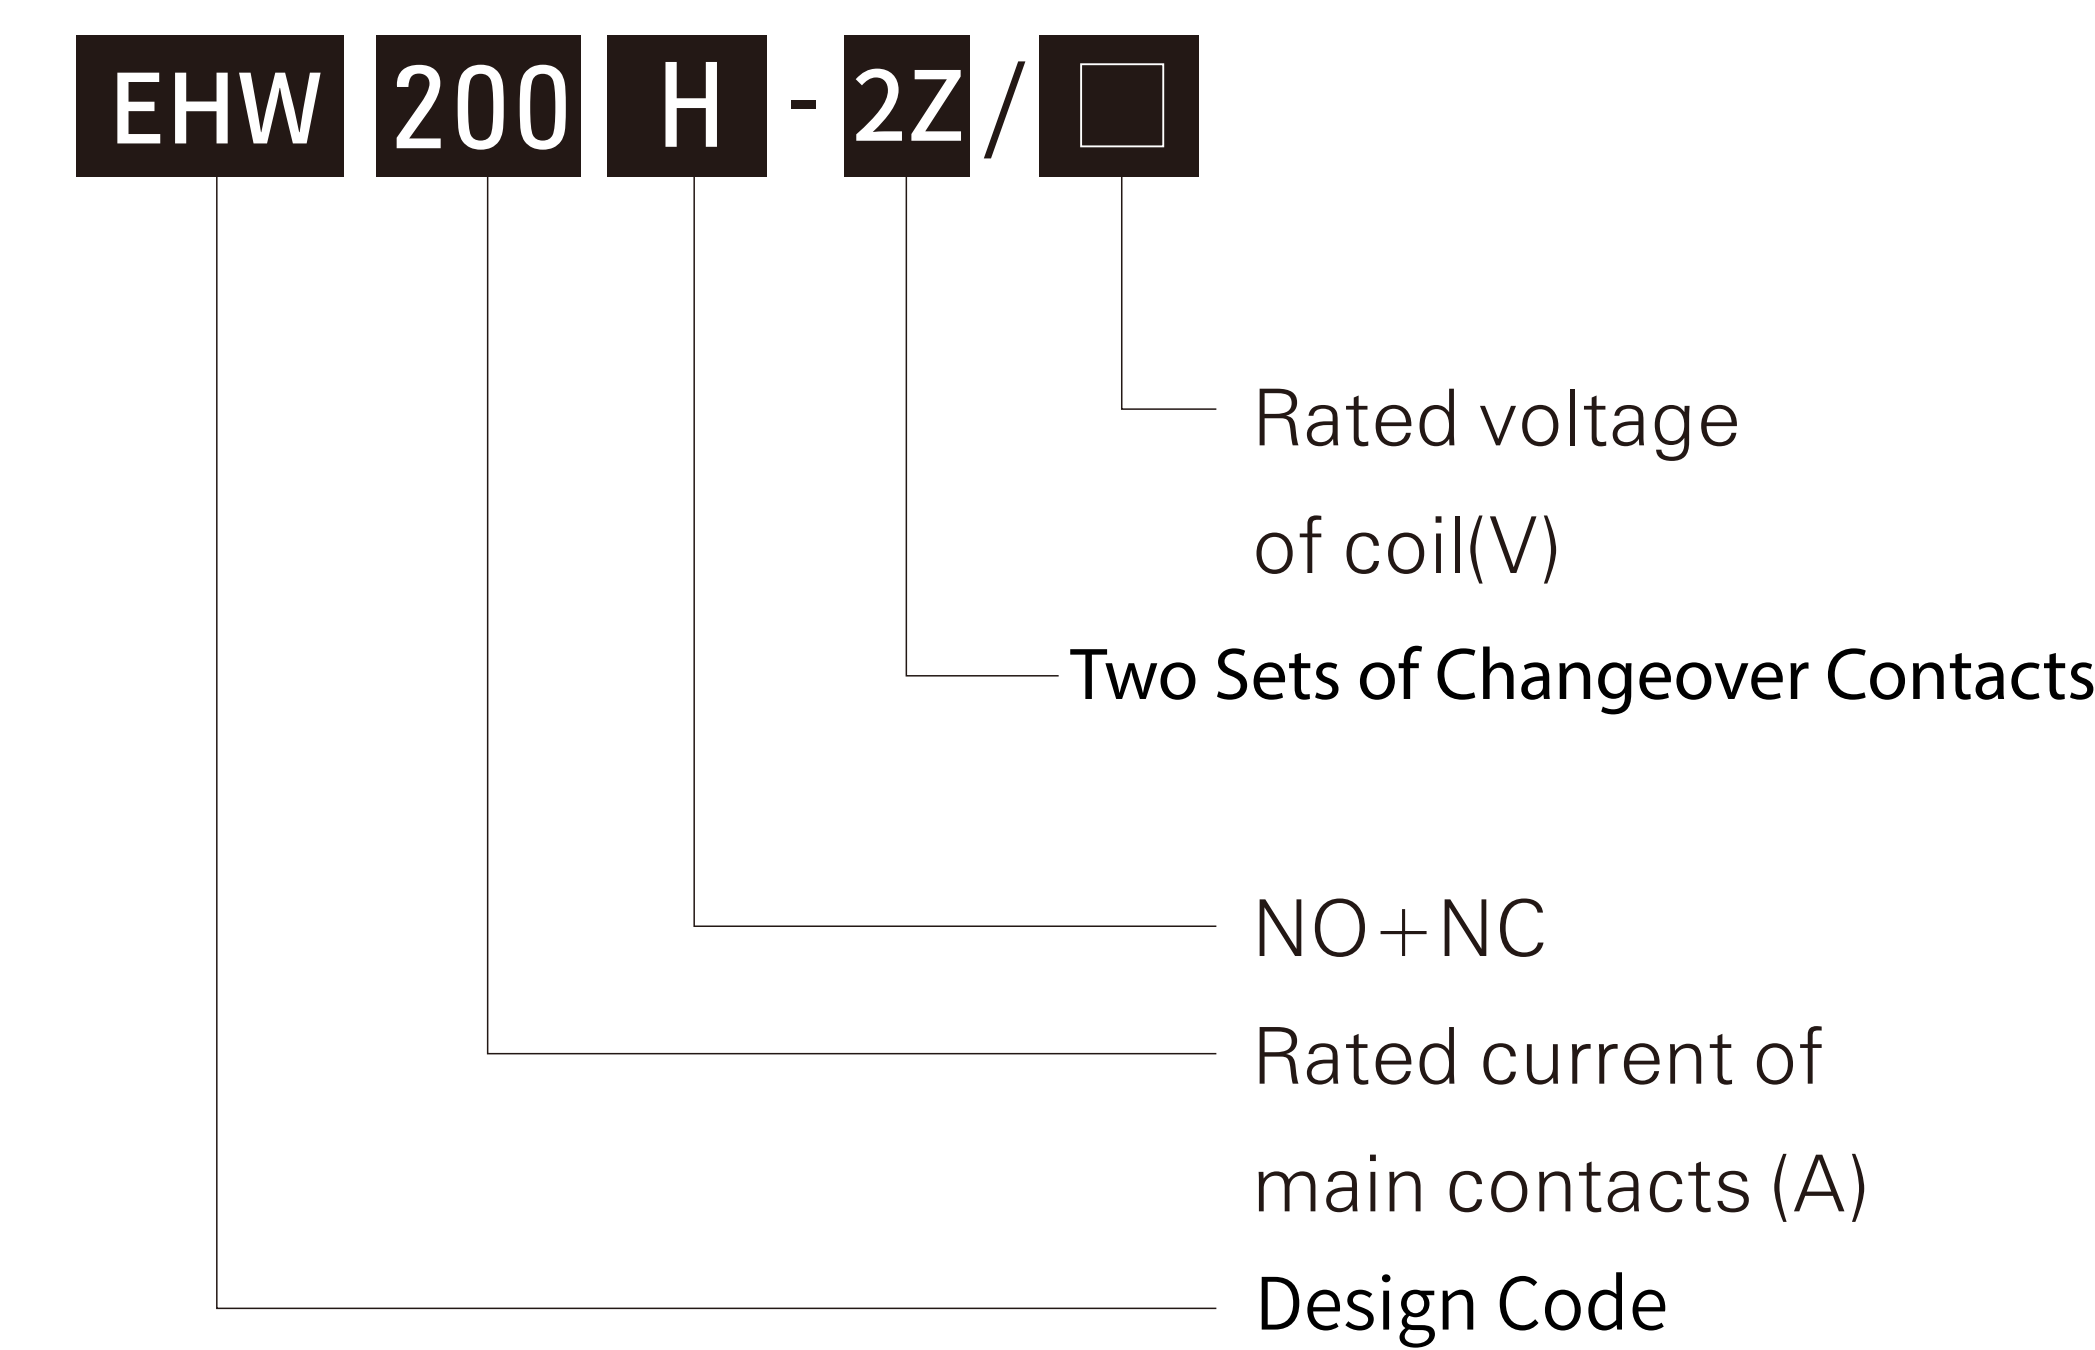 EHW 200 H - 2Z / □
Rated voltage
of coil(V)
Two Sets of Changeover Contacts
NO+NC
Rated current of
main contacts (A)
Design Code